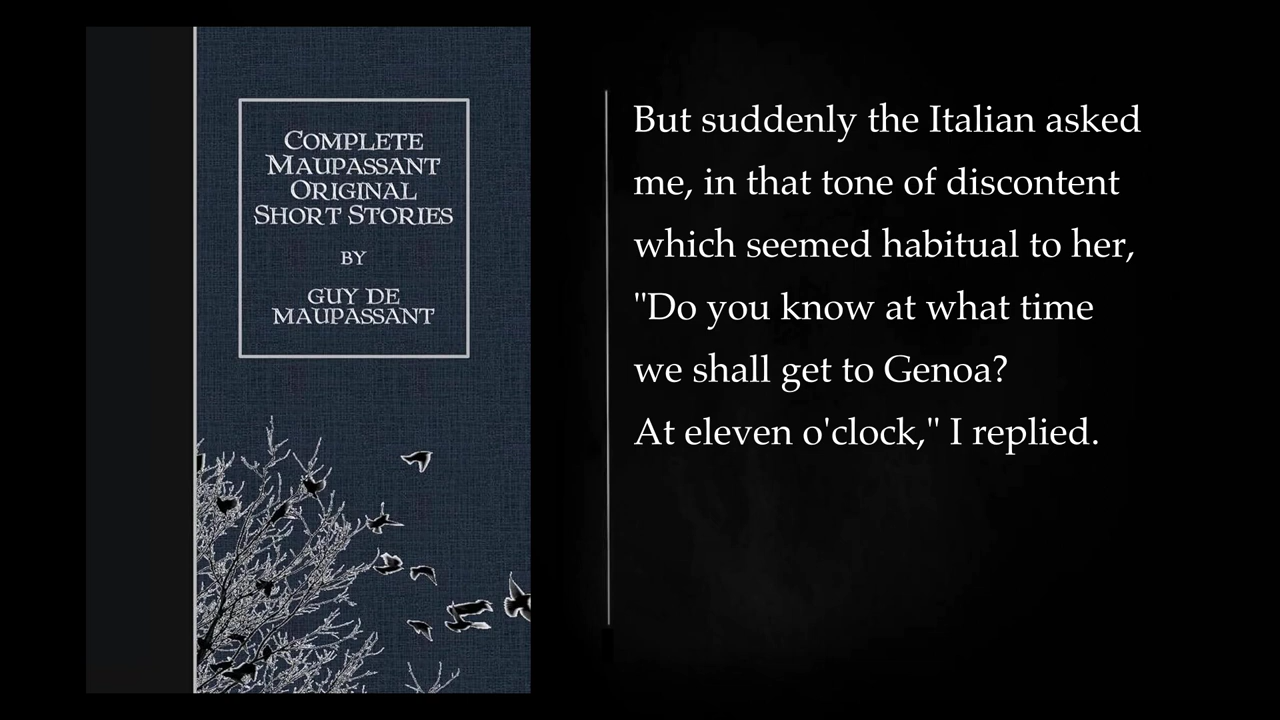 COMPLETE
MAUPASSANT
ORIGINAL
SHORT STORIES
BY
GUY DE
MAUPASSANT
But suddenly the Italian asked
me, in that tone of discontent
which seemed habitual to her,
"Do you know at what time
we shall get to Genoa?
At eleven o'clock," I replied.